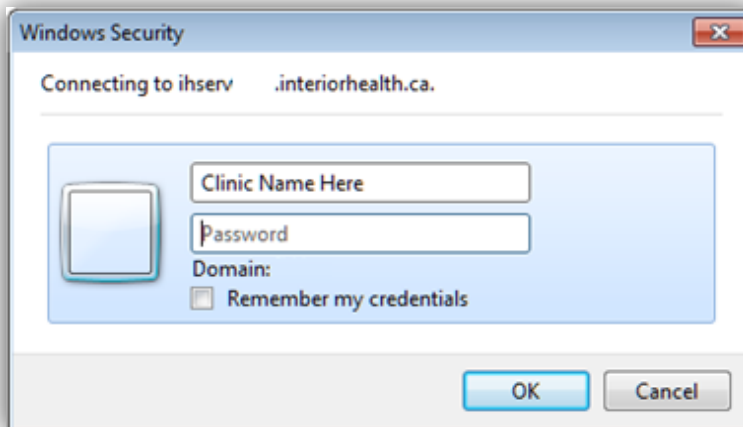 Windows Security
Connecting to ihserv .interiorhealth.ca.
Clinic Name Here
Password
Domain:
Remember my credentials
OK Cancel